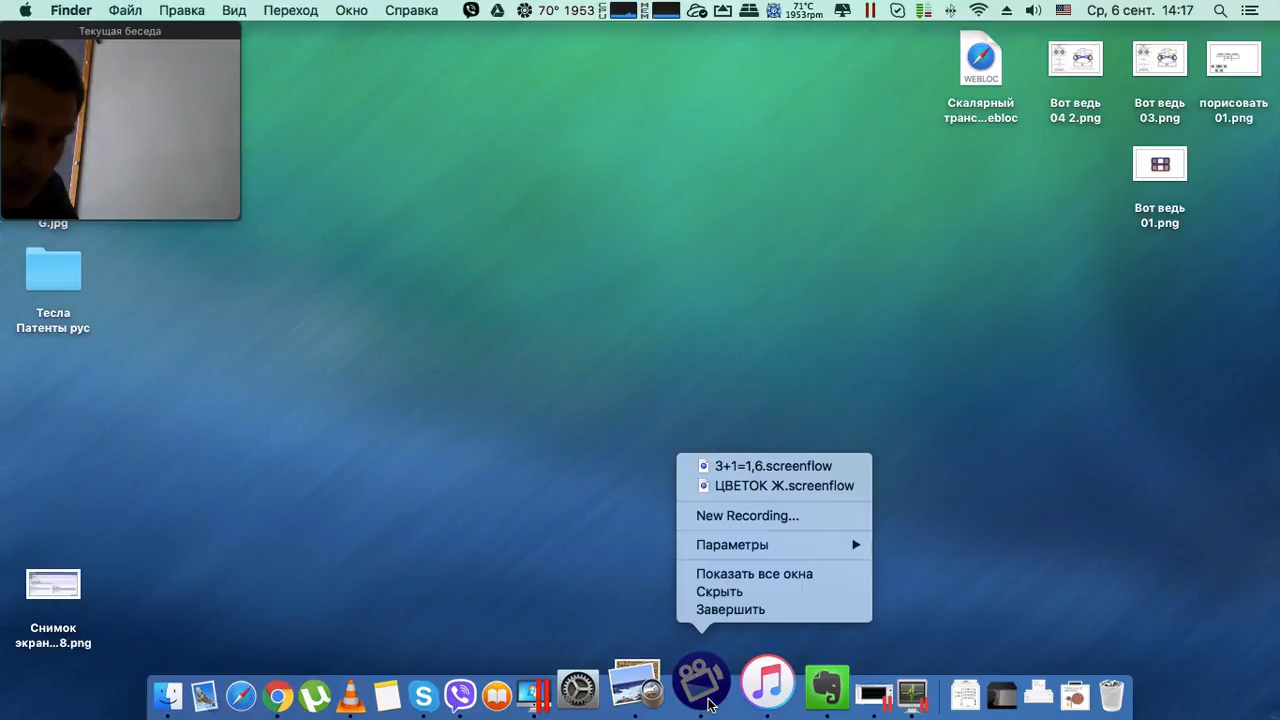 Finder Файл Правка Вид Переход Окно Справка 70° 1953 71°C 1953rpm Ср, 6 сент. 14:17
Текущая беседа
WEBLOC
Скалярный
транс...ebloc
Вот ведь
04 2.png
Вот ведь
03.png
порисовать
01.png
Вот ведь
01.png
G.jpg
Тесла
Патенты рус
3+1=1,6.screenflow
ЦВЕТОК Ж.screenflow
New Recording...
Параметры
Показать все окна
Скрыть
Завершить
Снимок
экран...8.png